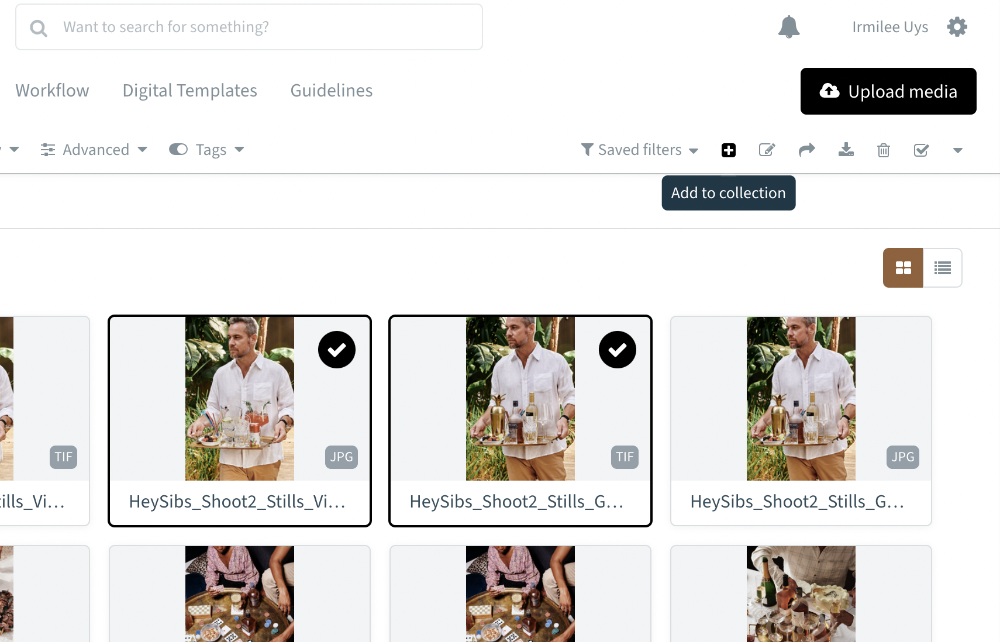 Want to search for something?
Irmilee Uys
Workflow
Digital Templates
Guidelines
Upload media
Advanced
Tags
Saved filters
Add to collection
TIF
JPG
TIF
JPG
ills_Vi...
HeySibs_Shoot2_Stills_Vi...
HeySibs_Shoot2_Stills_G...
HeySibs_Shoot2_Stills_G...